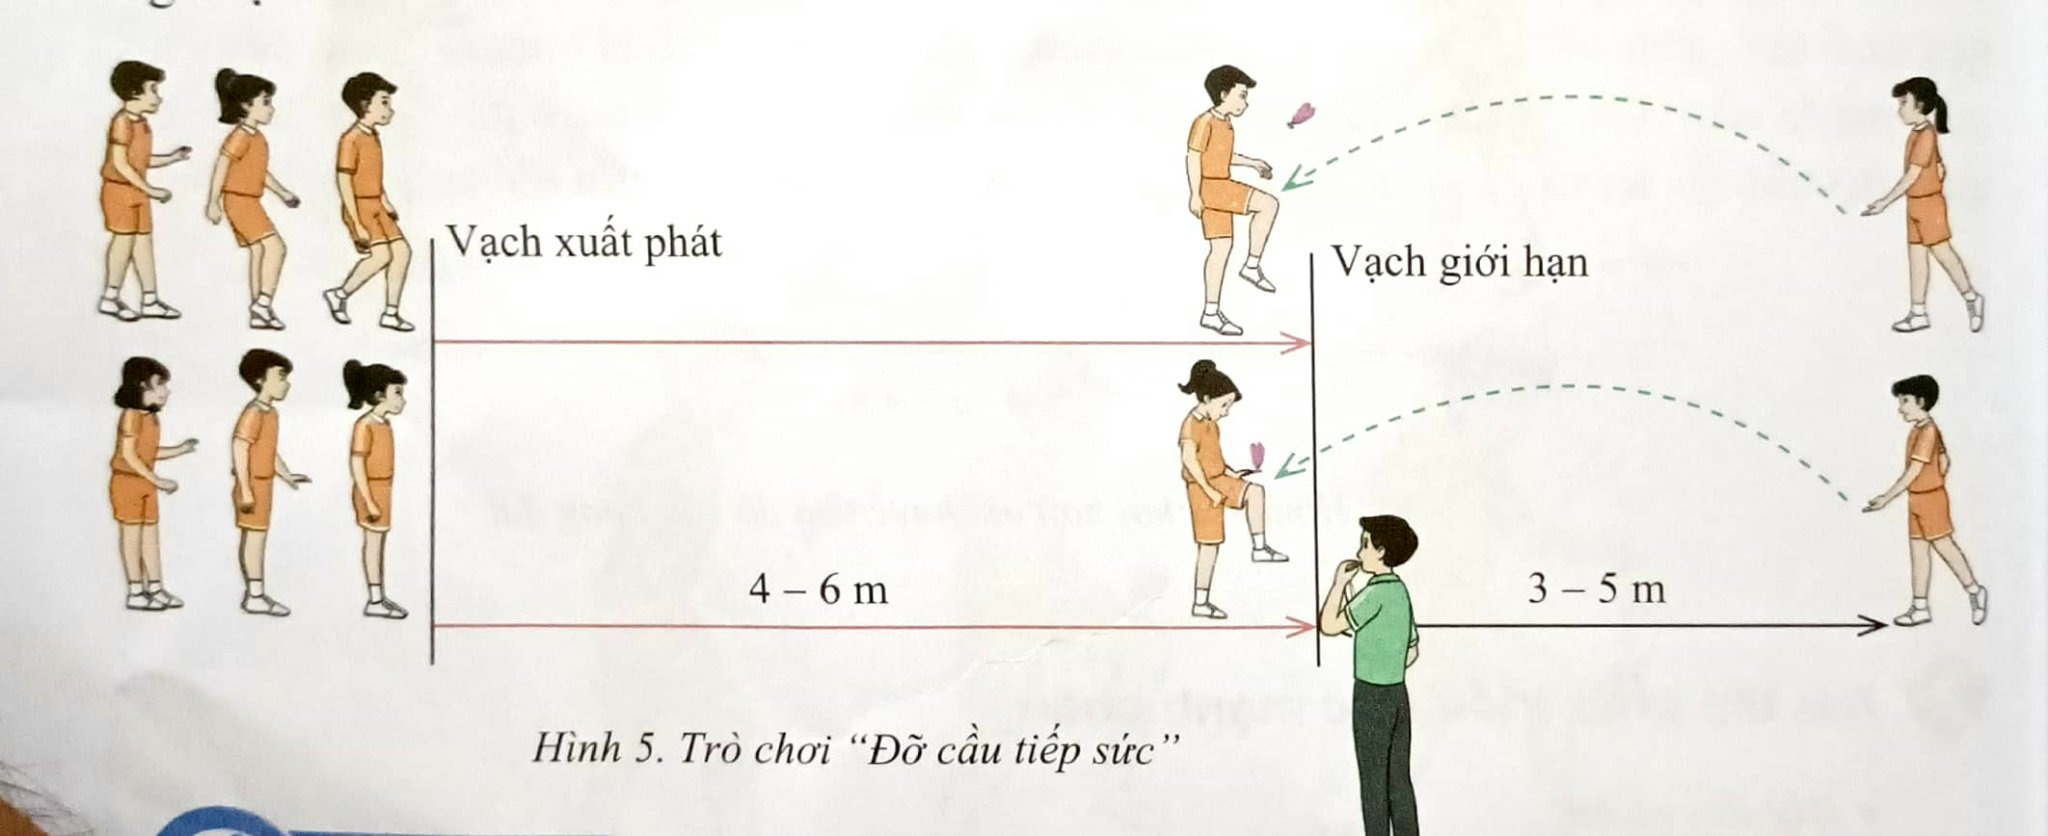 Vạch xuất phát
Vạch giới hạn
4 – 6 m
3 – 5 m
Hình 5. Trò chơi “Đỡ cầu tiếp sức”